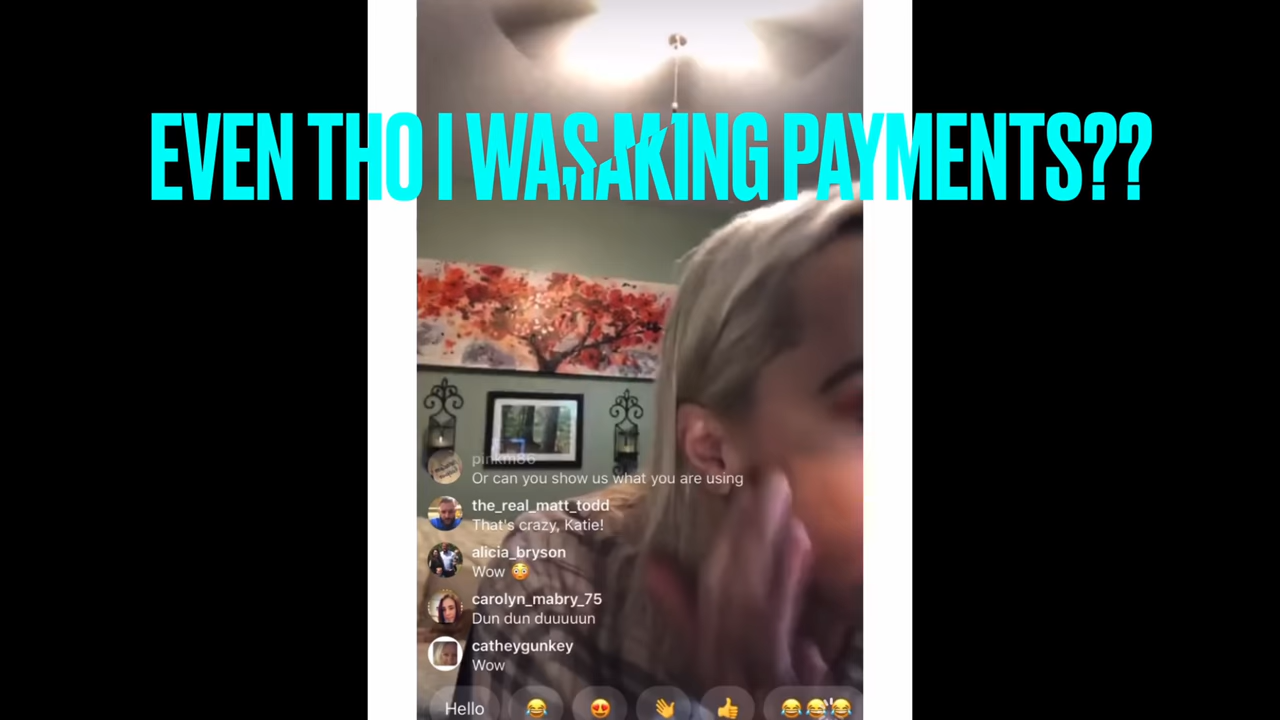 EVEN THO I WAS MAKING PAYMENTS??
pinkm86
Or can you show us what you are using
the_real_matt_todd
That's crazy, Katie!
alicia_bryson
Wow 😳
carolyn_mabry_75
Dun dun duuuuun
catheygunkey
Wow
Hello 😂 😍 👋 👍 😂😂😂